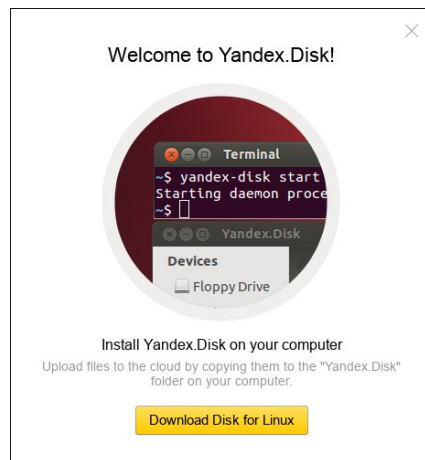 Welcome to Yandex.Disk!
Terminal
~$ yandex-disk start
Starting daemon proce
~$
Yandex.Disk
Devices
Floppy Drive
Install Yandex.Disk on your computer
Upload files to the cloud by copying them to the "Yandex.Disk"
folder on your computer.
Download Disk for Linux